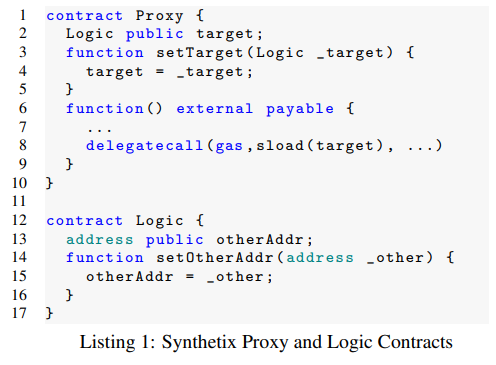 1 contract Proxy {
2   Logic public target;
3   function setTarget(Logic _target) {
4     target = _target;
5   }
6   function() external payable {
7     ...
8     delegatecall(gas,sload(target), ...)
9   }
10 }
11
12 contract Logic {
13   address public otherAddr;
14   function setOtherAddr(address _other) {
15     otherAddr = _other;
16   }
17 }
Listing 1: Synthetix Proxy and Logic Contracts